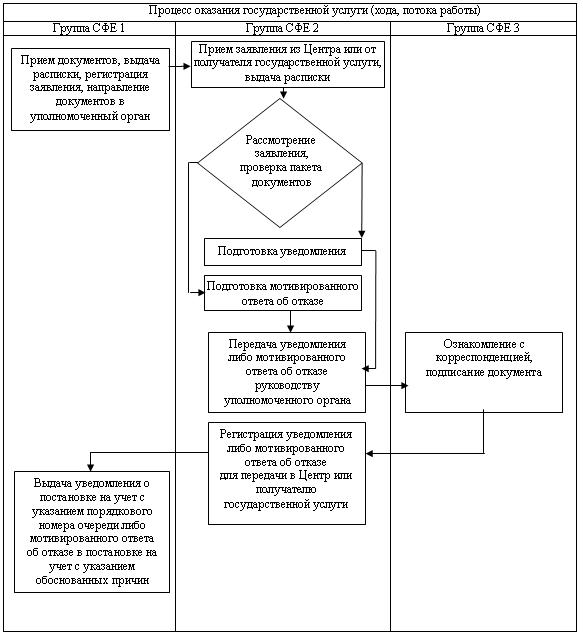 Процесс оказания государственной услуги (хода, потока работы)
Группа СФЕ 1
Группа СФЕ 2
Группа СФЕ 3
Прием документов, выдача
расписки, регистрация
заявления, направление
документов в
уполномоченный орган
Прием заявления из Центра или от
получателя государственной услуги,
выдача расписки
Рассмотрение
заявления,
проверка пакета
документов
Подготовка уведомления
Подготовка мотивированного
ответа об отказе
Передача уведомления
либо мотивированного
ответа об отказе
руководству
уполномоченого органа
Ознакомление с
корреспонденцией,
подписание документа
Регистрация уведомления
либо мотивированного
ответа об отказе
для передачи в Центр или
получателю
государственной услуги
Выдача уведомления о
постановке на учет с
указанием порядкового
номера очереди либо
мотивированного ответа
об отказе в постановке на
учет с указанием
обоснованных причин